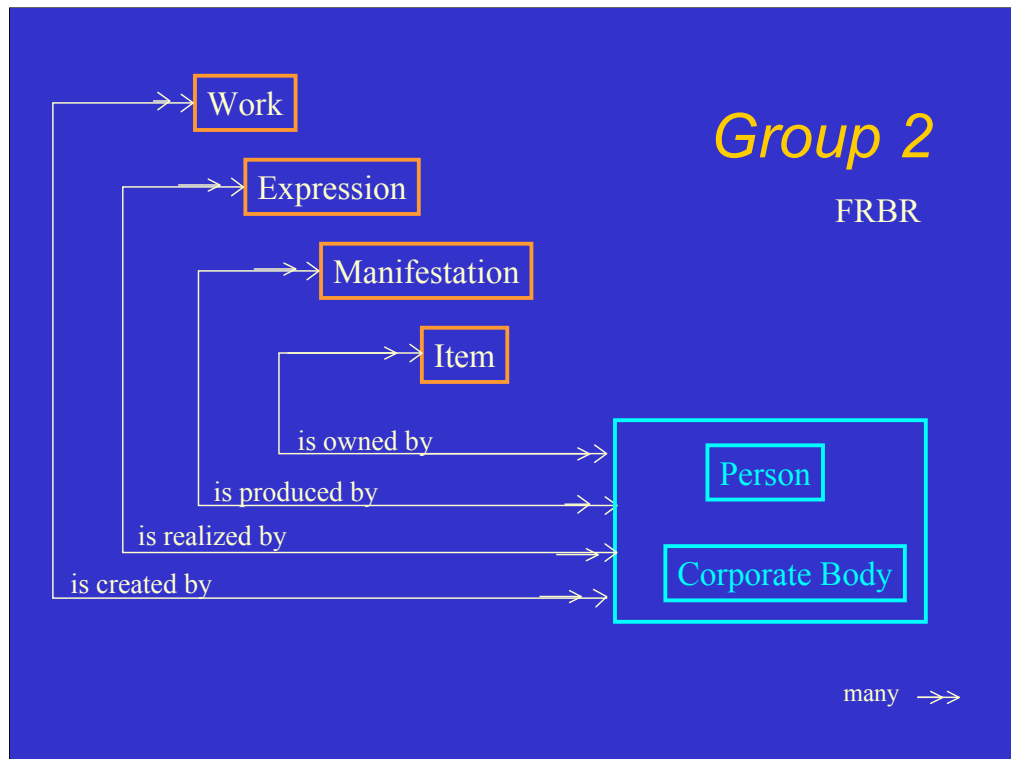 Work
Group 2
Expression
FRBR
Manifestation
Item
is owned by
Person
is produced by
is realized by
Corporate Body
is created by
many